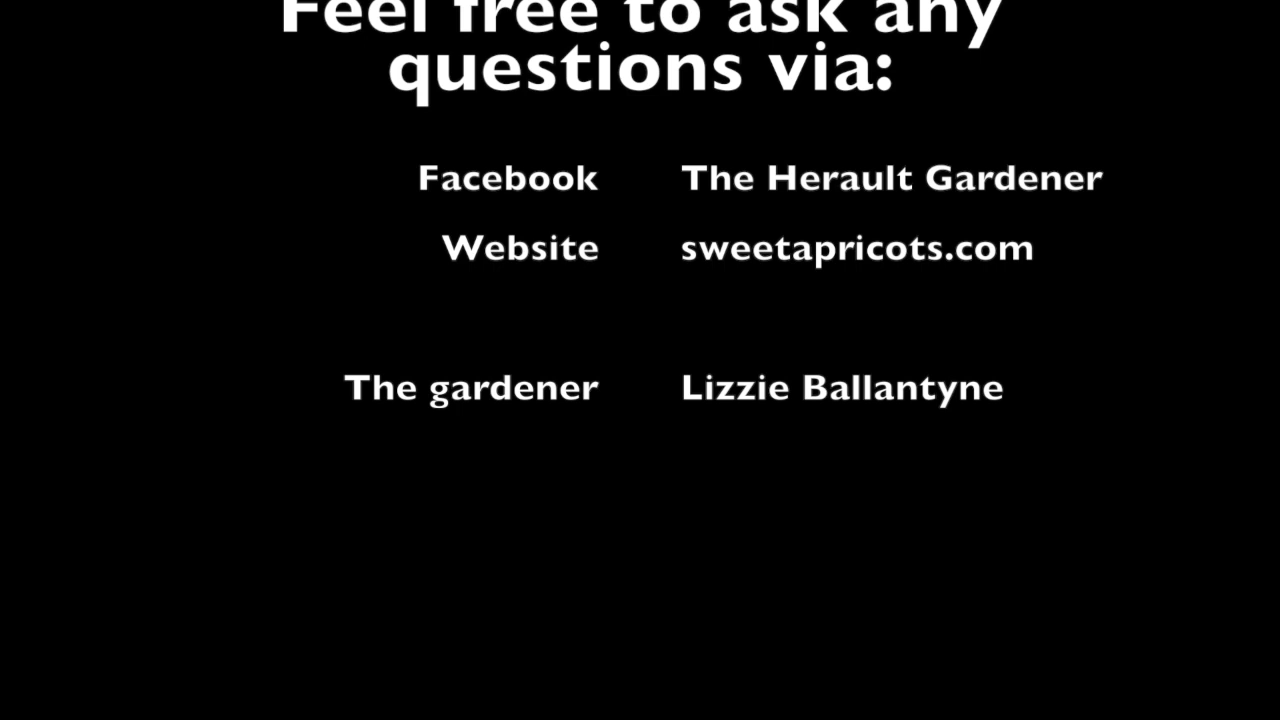 Feel free to ask any
questions via:
Facebook The Herault Gardener
Website sweetapricots.com
The gardener Lizzie Ballantyne